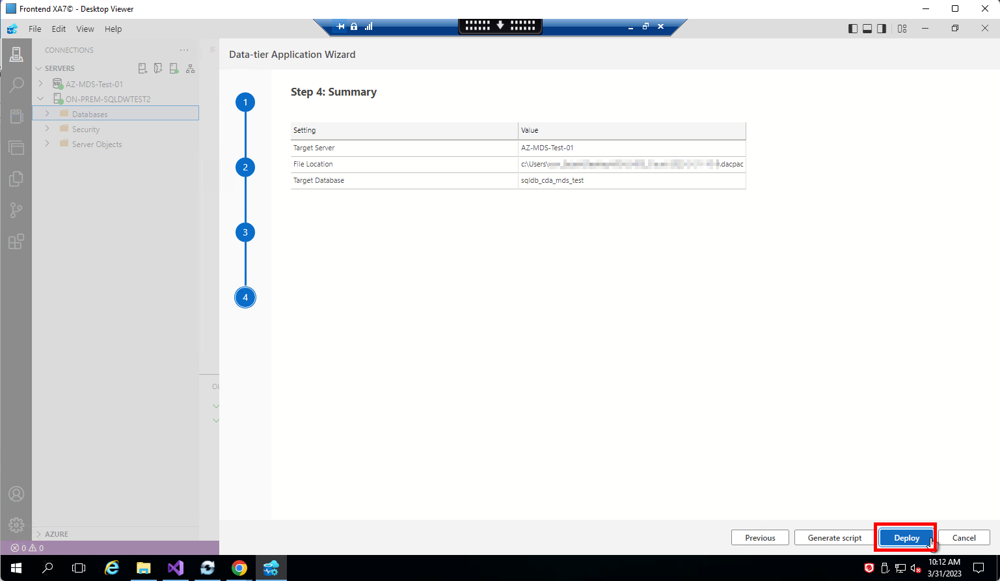 Frontend XA7© - Desktop Viewer
File Edit View Help
CONNECTIONS
SERVERS
AZ-MDS-Test-01
ON-PREM-SQLDWTEST2
Databases
Security
Server Objects
OU
AZURE
0 0
Data-tier Application Wizard
1
2
3
4
Step 4: Summary
Setting Value
Target Server AZ-MDS-Test-01
File Location c:\Users\ .dacpac
Target Database sqldb_cda_mds_test
Previous Generate script Deploy Cancel
10:12 AM
3/31/2023